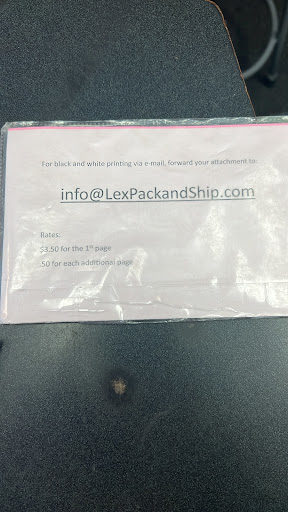 For black and white printing via e-mail, forward your attachment to:
info@LexPackandShip.com
Rates:
$3.50 for the 1st page
.50 for each additional page